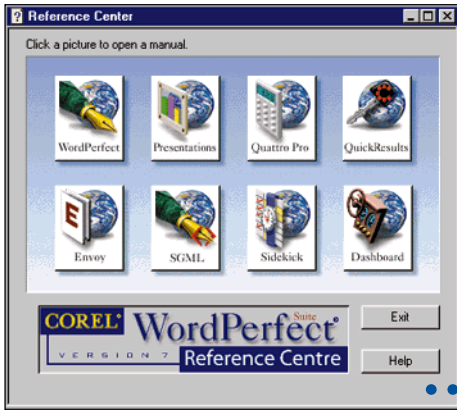 Reference Center
Click a picture to open a manual.
WordPerfect Presentations Quattro Pro QuickResults
E
Envoy SGML Sidekick Dashboard
COREL® WordPerfect® Suite
VERSION 7 Reference Centre
Exit
Help